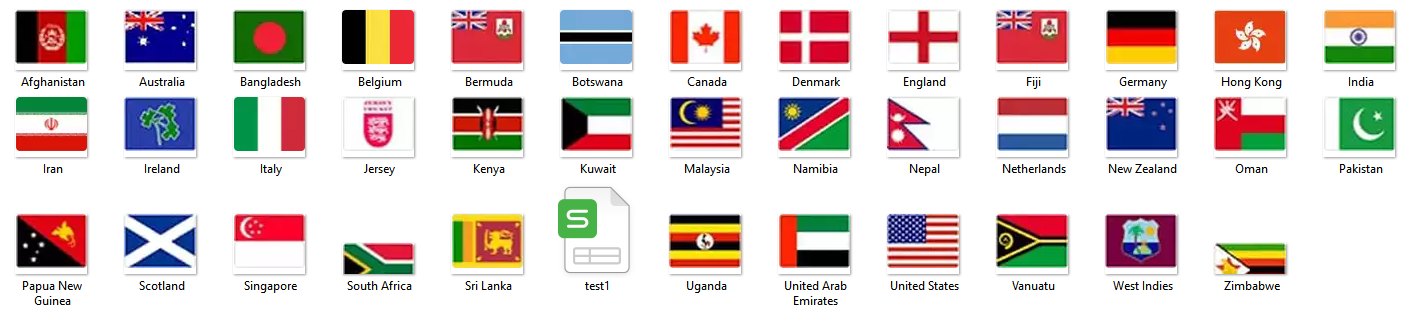 Afghanistan
Australia
Bangladesh
Belgium
Bermuda
Botswana
Canada
Denmark
England
Fiji
Germany
Hong Kong
India
Iran
Ireland
Italy
Jersey
Kenya
Kuwait
Malaysia
Namibia
Nepal
Netherlands
New Zealand
Oman
Pakistan
S
Papua New
Guinea
Scotland
Singapore
South Africa
Sri Lanka
test1
Uganda
United Arab
Emirates
United States
Vanuatu
West Indies
Zimbabwe